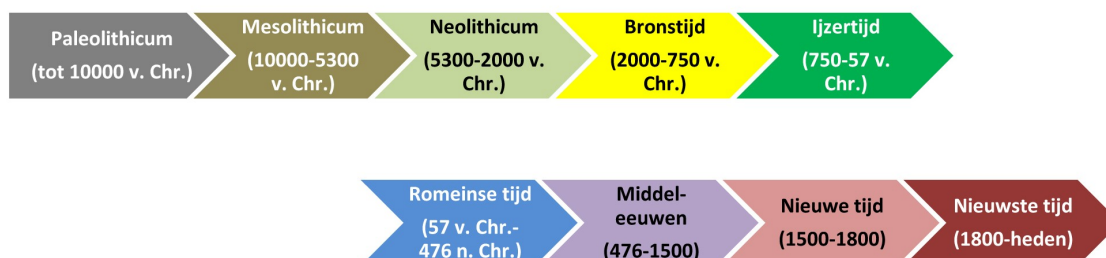 Paleolithicum
(tot 10000 v. Chr.)
Mesolithicum
(10000-5300
v. Chr.)
Neolithicum
(5300-2000 v.
Chr.)
Bronstijd
(2000-750 v.
Chr.)
Ijzertijd
(750-57 v.
Chr.)
Romeinse tijd
(57 v. Chr.-
476 n. Chr.)
Middel-
eeuwen
(476-1500)
Nieuwe tijd
(1500-1800)
Nieuwste tijd
(1800-heden)